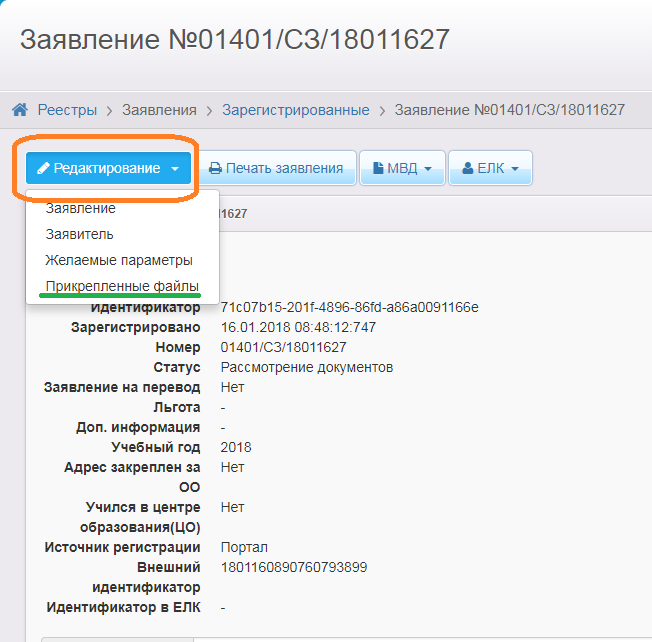 Заявление №01401/СЗ/18011627
Реестры > Заявления > Зарегистрированные > Заявление №01401/СЗ/18011627
Редактирование Печать заявления МВД ЕЛК
Заявление 11627
Заявитель
Желаемые параметры
Прикрепленные файлы
Идентификатор 71c07b15-201f-4896-86fd-a86a0091166e
Зарегистрировано 16.01.2018 08:48:12:747
Номер 01401/СЗ/18011627
Статус Рассмотрение документов
Заявление на перевод Нет
Льгота -
Доп. информация -
Учебный год 2018
Адрес закреплен за Нет
ОО
Учился в центре Нет
образования(ЦО)
Источник регистрации Портал
Внешний 1801160890760793899
идентификатор
Идентификатор в ЕЛК -